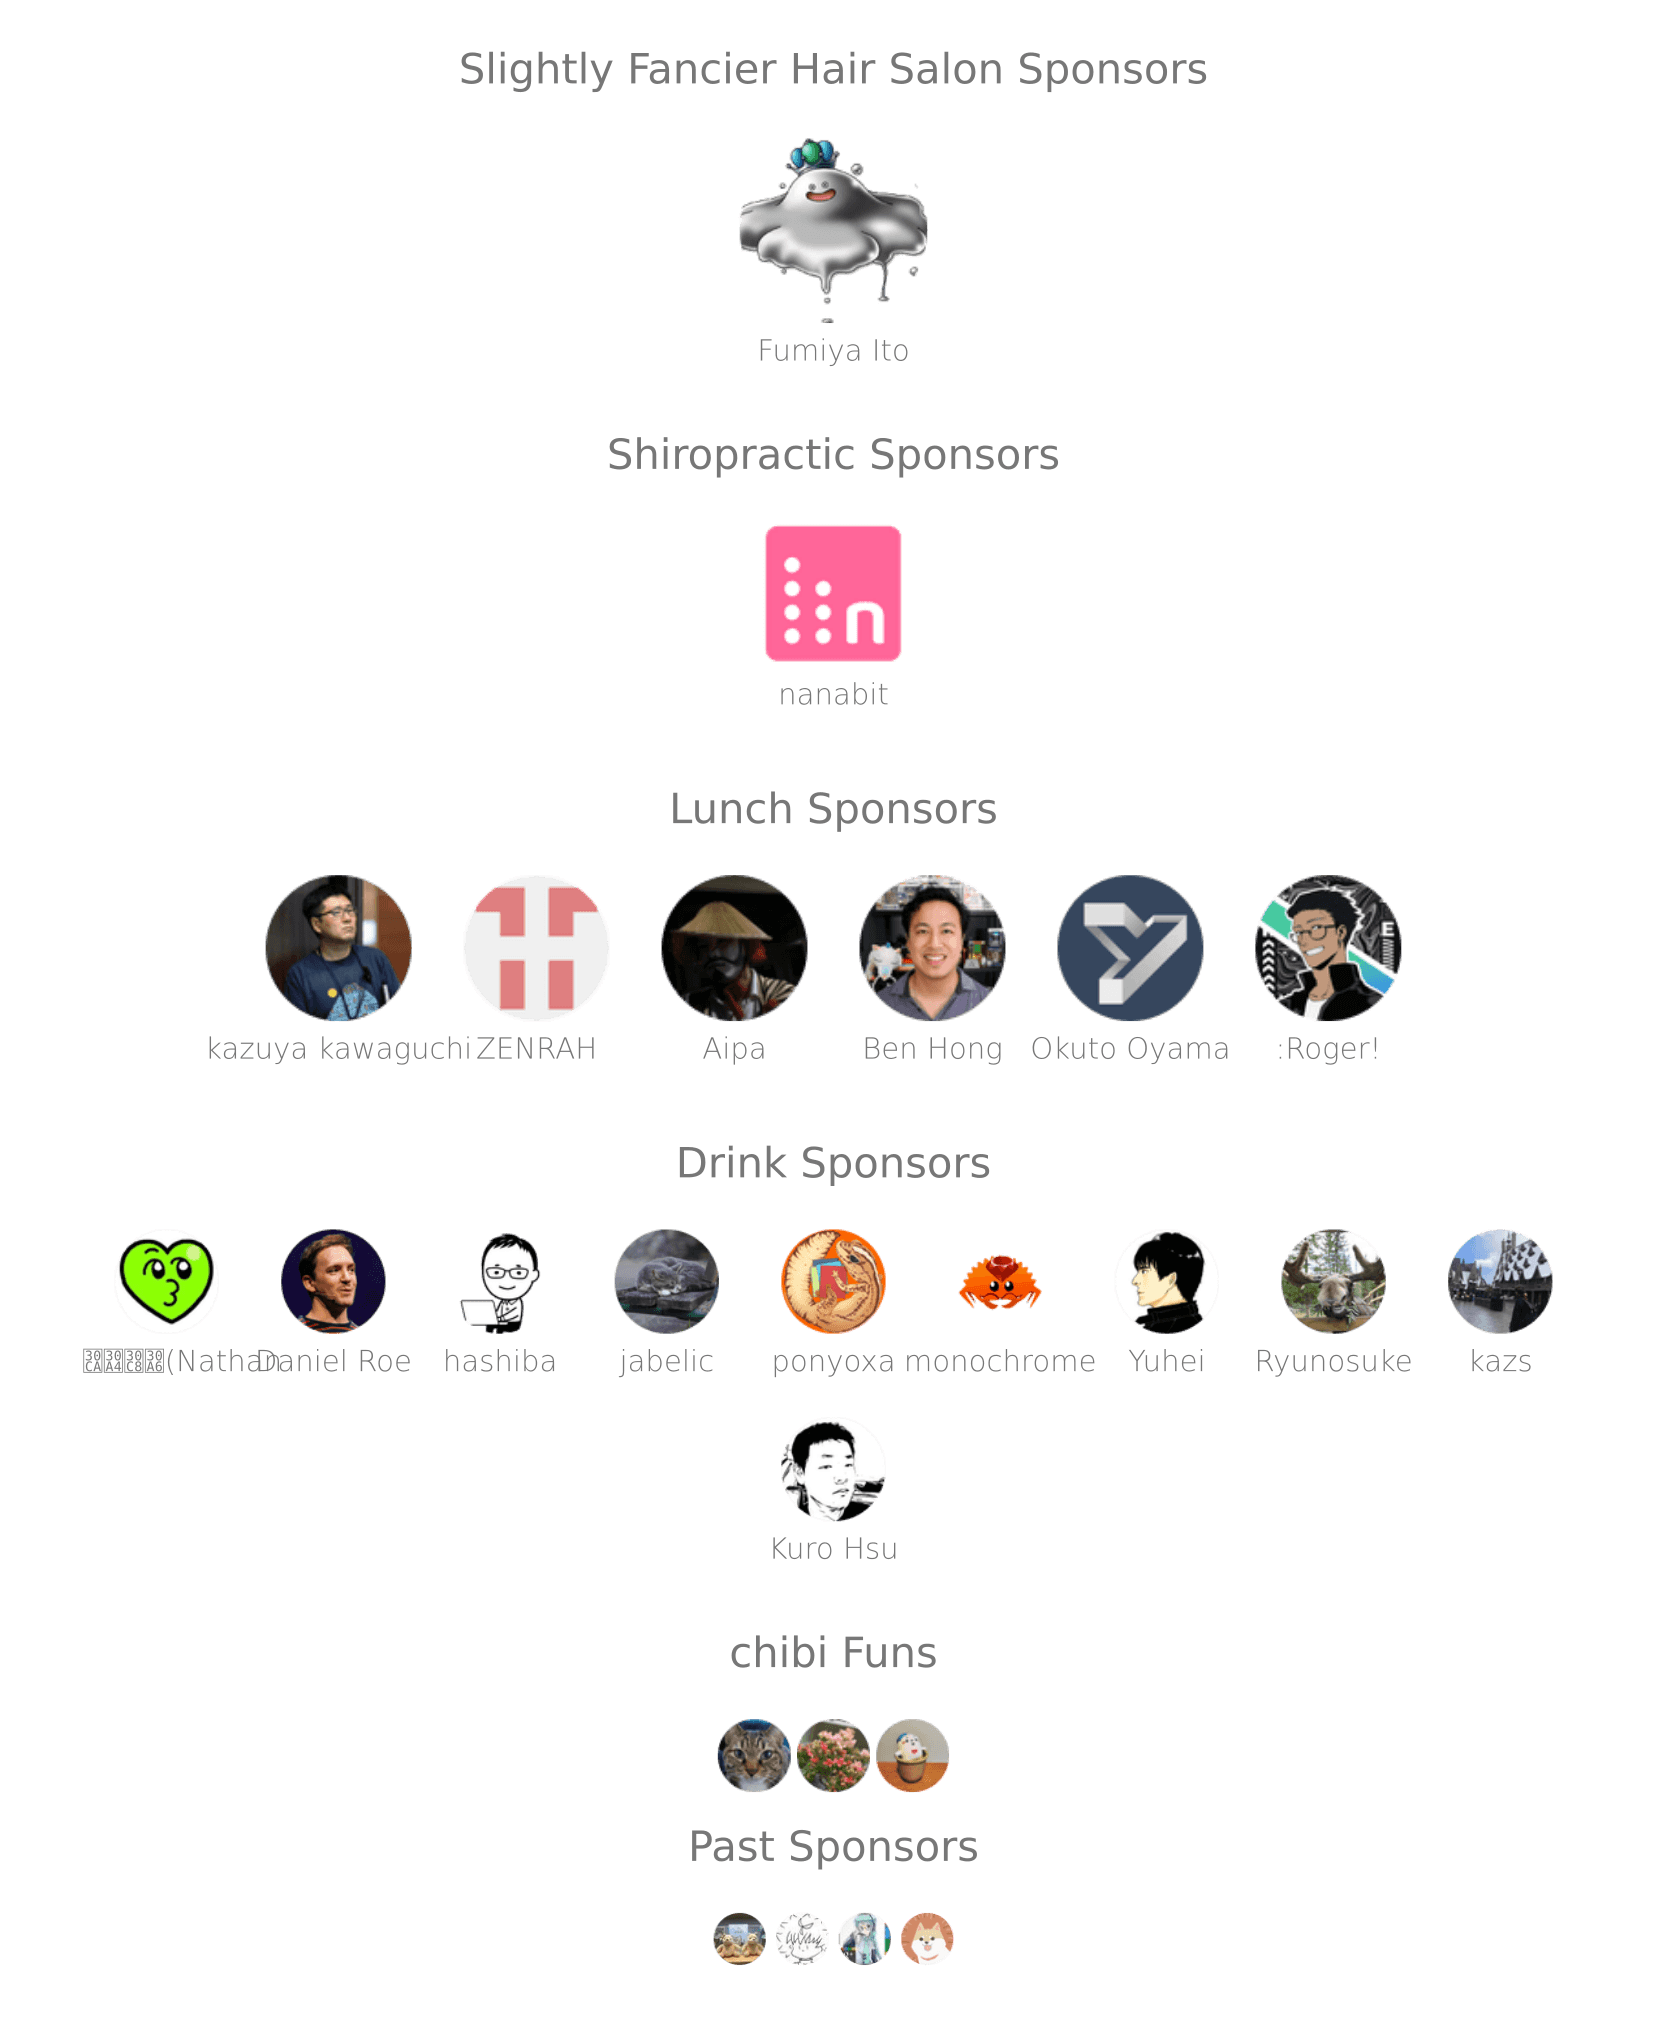 Slightly Fancier Hair Salon Sponsors
Fumiya Ito
Shiropractic Sponsors
n
nanabit
Lunch Sponsors
kazuya kawaguchi ZENRAH Aipa Ben Hong Okuto Oyama :Roger!
Drink Sponsors
(Nathan Daniel Roe hashiba jabelic ponyoxa monochrome Yuhei Ryunosuke kazs
Kuro Hsu
chibi Funs
Past Sponsors